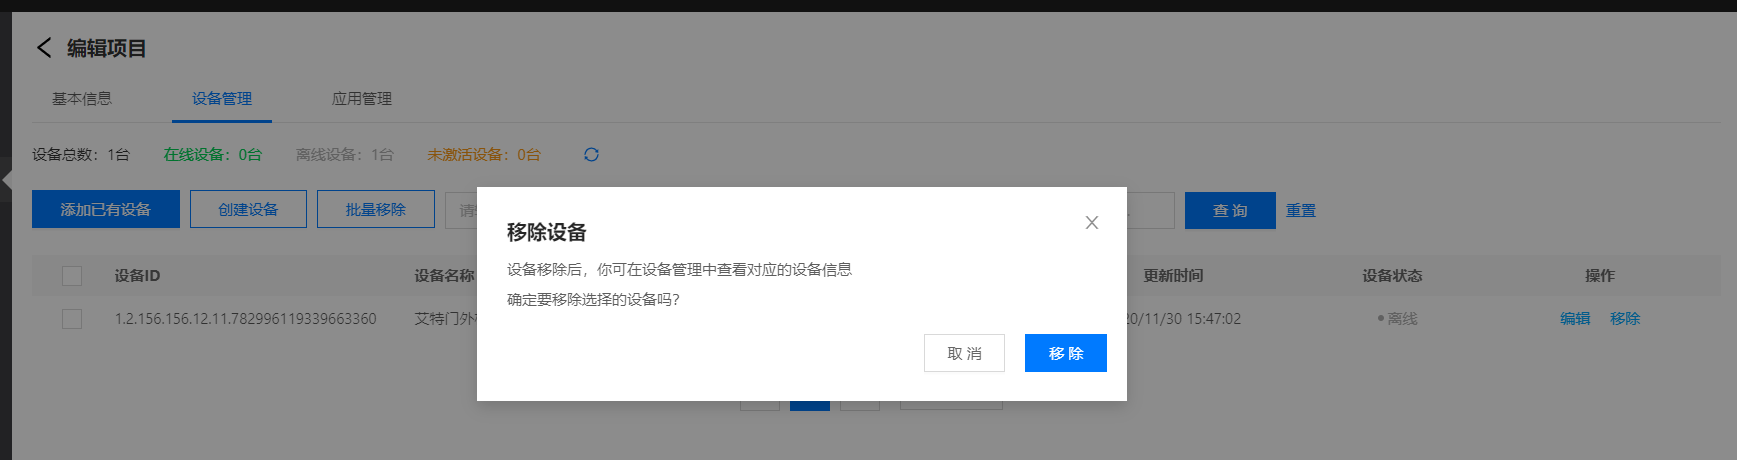 编辑项目
基本信息 设备管理 应用管理
设备总数：1台 在线设备：0台 离线设备：1台 未激活设备：0台
添加已有设备 创建设备 批量移除 查 询 重置
移除设备
设备移除后，你可在设备管理中查看对应的设备信息
确定要移除选择的设备吗?
取 消 移 除
设备ID 设备名称 更新时间 设备状态 操作
1.2.156.156.12.11.782996119339663360 艾特门外 20/11/30 15:47:02 离线 编辑 移除